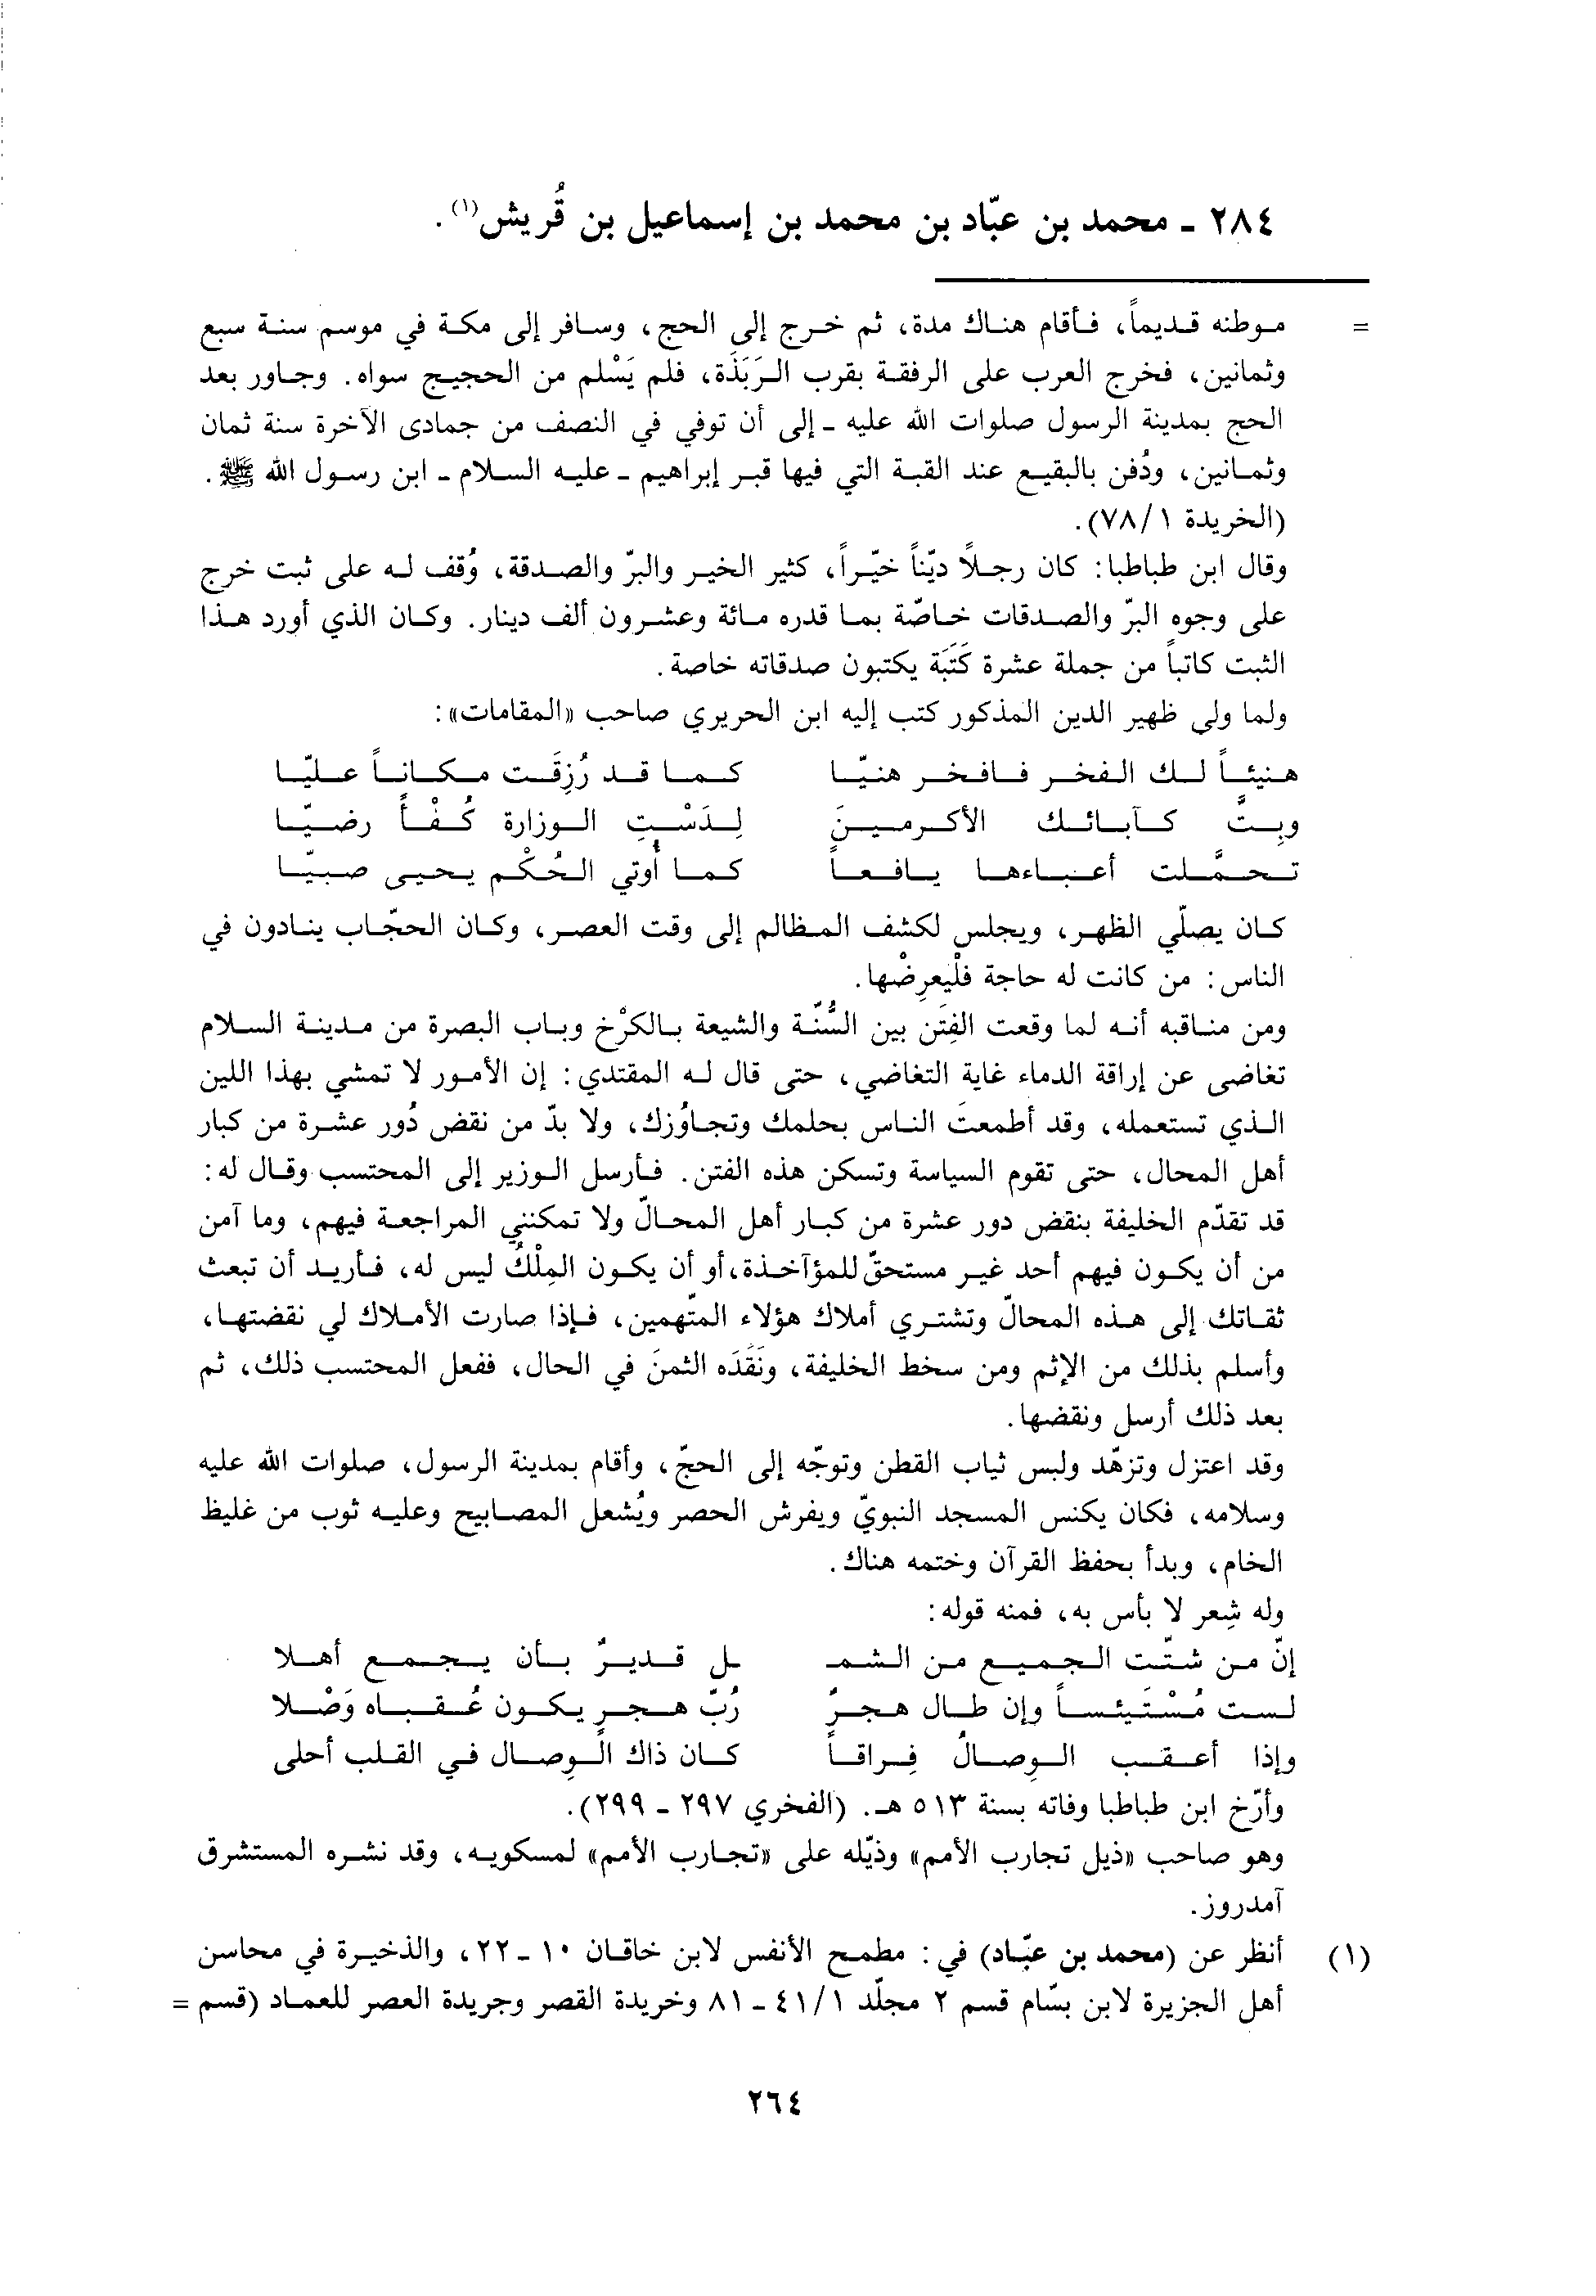 ٢٨٤ ـ محمد بن عبّاد بن محمد بن إسماعيل بن قُريش(١).
= موطنه قديماً، فأقام هناك مدة، ثم خرج إلى الحج، وسافر إلى مكة في موسم سنة سبع
وثمانين، فخرج العرب على الرفقة بقرب الرَبَذَة، فلم يَسْلم من الحجيج سواه. وجاور بعد
الحج بمدينة الرسول صلوات الله عليه ـ إلى أن توفي في النصف من جمادى الآخرة سنة ثمان
وثمانين، ودُفن بالبقيع عند القبة التي فيها قبر إبراهيم ـ عليه السلام ـ ابن رسول الله ﷺ.
(الخريدة ٧٨/١).
وقال ابن طباطبا: كان رجلاً ديّناً خيّراً، كثير الخير والبرّ والصدقة، وُقف له على ثبت خرج
على وجوه البرّ والصدقات خاصّة بما قدره مائة وعشرون ألف دينار. وكان الذي أورد هذا
الثبت كاتباً من جملة عشرة كَتَبَة يكتبون صدقاته خاصة.
ولما ولي ظهير الدين المذكور كتب إليه ابن الحريري صاحب «المقامات»:
هنيئاً لك الفخر فافخر هنيّا كما قد رُزِقَت مكاناً عليّا
وبِتَّ كآبائك الأكرمينَ لِدَسْتِ الوزارة كُفْأً رضيّا
تحمَّلت أعباءها يافعاً كما أُوتي الحُكْم يحيى صبيّا
كان يصلّي الظهر، ويجلس لكشف المظالم إلى وقت العصر، وكان الحجّاب ينادون في
الناس: من كانت له حاجة فلْيعرِضْها.
ومن مناقبه أنه لما وقعت الفِتَن بين السُّنّة والشيعة بالكرْخ وباب البصرة من مدينة السلام
تغاضى عن إراقة الدماء غاية التغاضي، حتى قال له المقتدي: إن الأمور لا تمشي بهذا اللين
الذي تستعمله، وقد أطمعتَ الناس بحلمك وتجاوُزك، ولا بدّ من نقض دُور عشرة من كبار
أهل المحال، حتى تقوم السياسة وتسكن هذه الفتن. فأرسل الوزير إلى المحتسب وقال له:
قد تقدّم الخليفة بنقض دور عشرة من كبار أهل المحالّ ولا تمكنني المراجعة فيهم، وما آمن
من أن يكون فيهم أحد غير مستحقّ للمؤآخذة، أو أن يكون المِلْكُ ليس له، فأريد أن تبعث
ثقاتك إلى هذه المحالّ وتشتري أملاك هؤلاء المتّهمين، فإذا صارت الأملاك لي نقضتها،
وأسلم بذلك من الإثم ومن سخط الخليفة، ونَقَدَه الثمنَ في الحال، ففعل المحتسب ذلك، ثم
بعد ذلك أرسل ونقضها.
وقد اعتزل وتزهّد ولبس ثياب القطن وتوجّه إلى الحجّ، وأقام بمدينة الرسول، صلوات الله عليه
وسلامه، فكان يكنس المسجد النبويّ ويفرش الحصر ويُشعل المصابيح وعليه ثوب من غليظ
الخام، وبدأ بحفظ القرآن وختمه هناك.
وله شِعر لا بأس به، فمنه قوله:
إنّ من شتّت الجميع من الشمـ ـل قديرٌ بأن يجمع أهلا
لست مُسْتَيئساً وإن طال هجرٌ رُبّ هجرٍ يكون عُقباه وَصْلا
وإذا أعقب الوِصالُ فِراقاً كان ذاك الوِصال في القلب أحلى
وأرّخ ابن طباطبا وفاته بسنة ٥١٣ هـ. (الفخري ٢٩٧ ـ ٢٩٩).
وهو صاحب «ذيل تجارب الأمم» وذيّله على «تجارب الأمم» لمسكويه، وقد نشره المستشرق
آمدروز.
(١) أنظر عن (محمد بن عبّاد) في: مطمح الأنفس لابن خاقان ١٠ ـ ٢٢، والذخيرة في محاسن
أهل الجزيرة لابن بسّام قسم ٢ مجلّد ٤١/١ ـ ٨١ وخريدة القصر وجريدة العصر للعماد (قسم =
٢٦٤